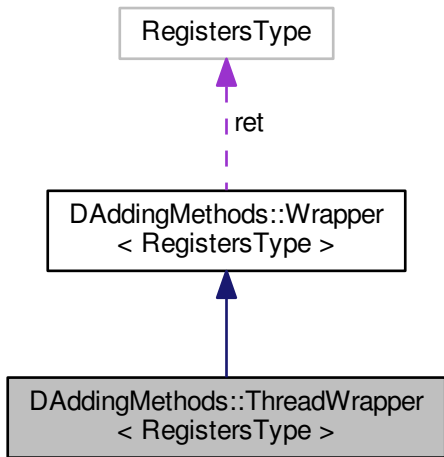 RegistersType
ret
DAddingMethods::Wrapper
< RegistersType >
DAddingMethods::ThreadWrapper
< RegistersType >